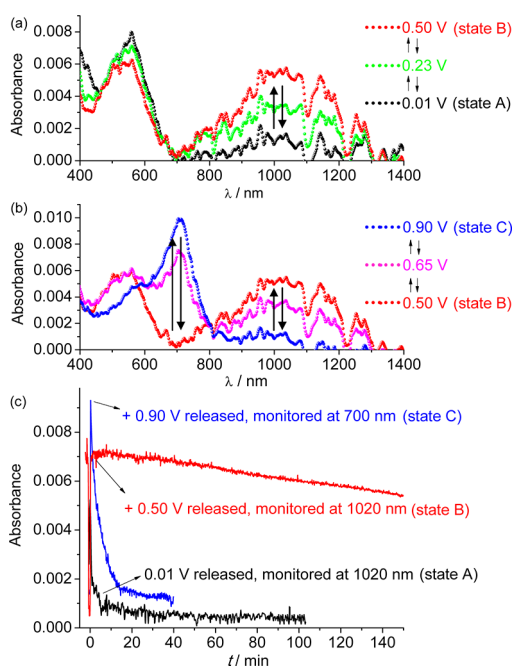 (a)
0.50 V (state B)
0.23 V
0.01 V (state A)
Absorbance
0.008
0.006
0.004
0.002
0.000
400 600 800 1000 1200 1400
λ / nm
(b)
0.90 V (state C)
0.65 V
0.50 V (state B)
Absorbance
0.010
0.008
0.006
0.004
0.002
0.000
400 600 800 1000 1200 1400
λ / nm
(c)
+ 0.90 V released, monitored at 700 nm (state C)
+ 0.50 V released, monitored at 1020 nm (state B)
0.01 V released, monitored at 1020 nm (state A)
Absorbance
0.008
0.006
0.004
0.002
0.000
0 20 40 60 80 100 120 140
t / min